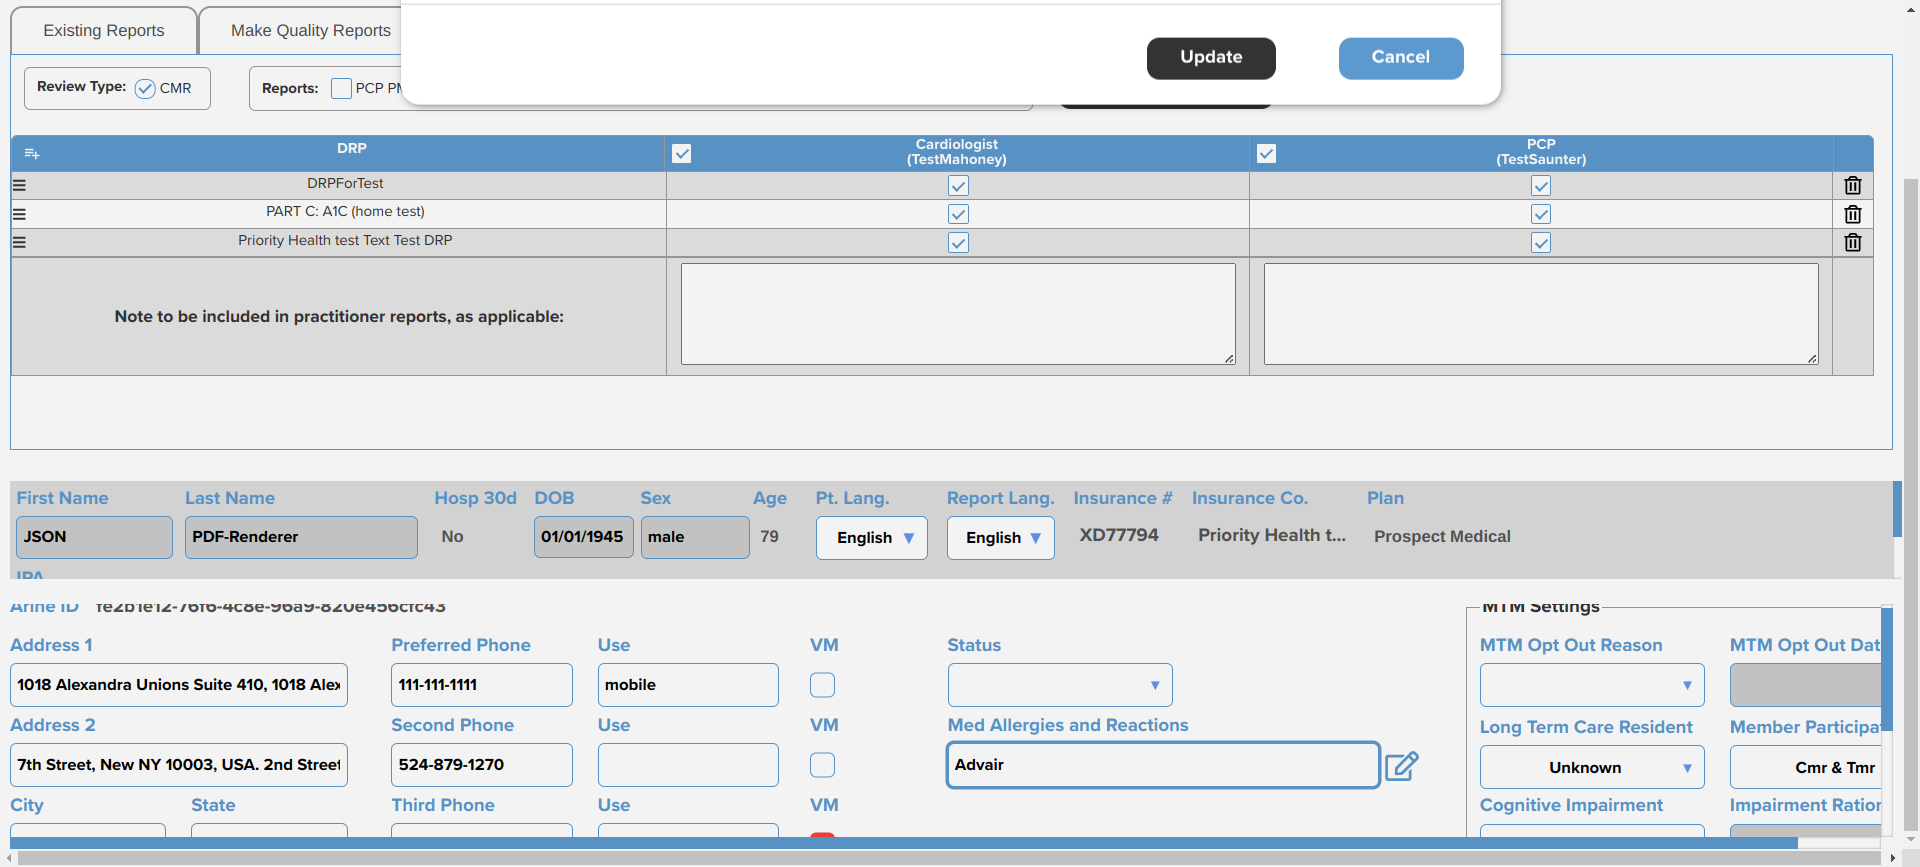 Existing Reports
Make Quality Reports
Update
Cancel
Review Type:
CMR
Reports:
DRP
Cardiologist
(TestMahoney)
PCP
(TestSaunter)
DRPForTest
PART C: A1C (home test)
Priority Health test Text Test DRP
Note to be included in practitioner reports, as applicable:
First Name
Last Name
Hosp 30d
DOB
Sex
Age
Pt. Lang.
Report Lang.
Insurance #
Insurance Co.
Plan
JSON
PDF-Renderer
No
01/01/1945
male
79
English
English
XD77794
Priority Health t...
Prospect Medical
IPA
Arine ID fe2b1e12-76f6-4c8e-96a9-820e456cfc43
MTM Settings
Address 1
Preferred Phone
Use
VM
Status
MTM Opt Out Reason
MTM Opt Out Dat
1018 Alexandra Unions Suite 410, 1018 Alex
111-111-1111
mobile
Address 2
Second Phone
Use
VM
Med Allergies and Reactions
Long Term Care Resident
Member Participa
7th Street, New NY 10003, USA. 2nd Street
524-879-1270
Advair
Unknown
Cmr & Tmr
City
State
Third Phone
Use
VM
Cognitive Impairment
Impairment Ration